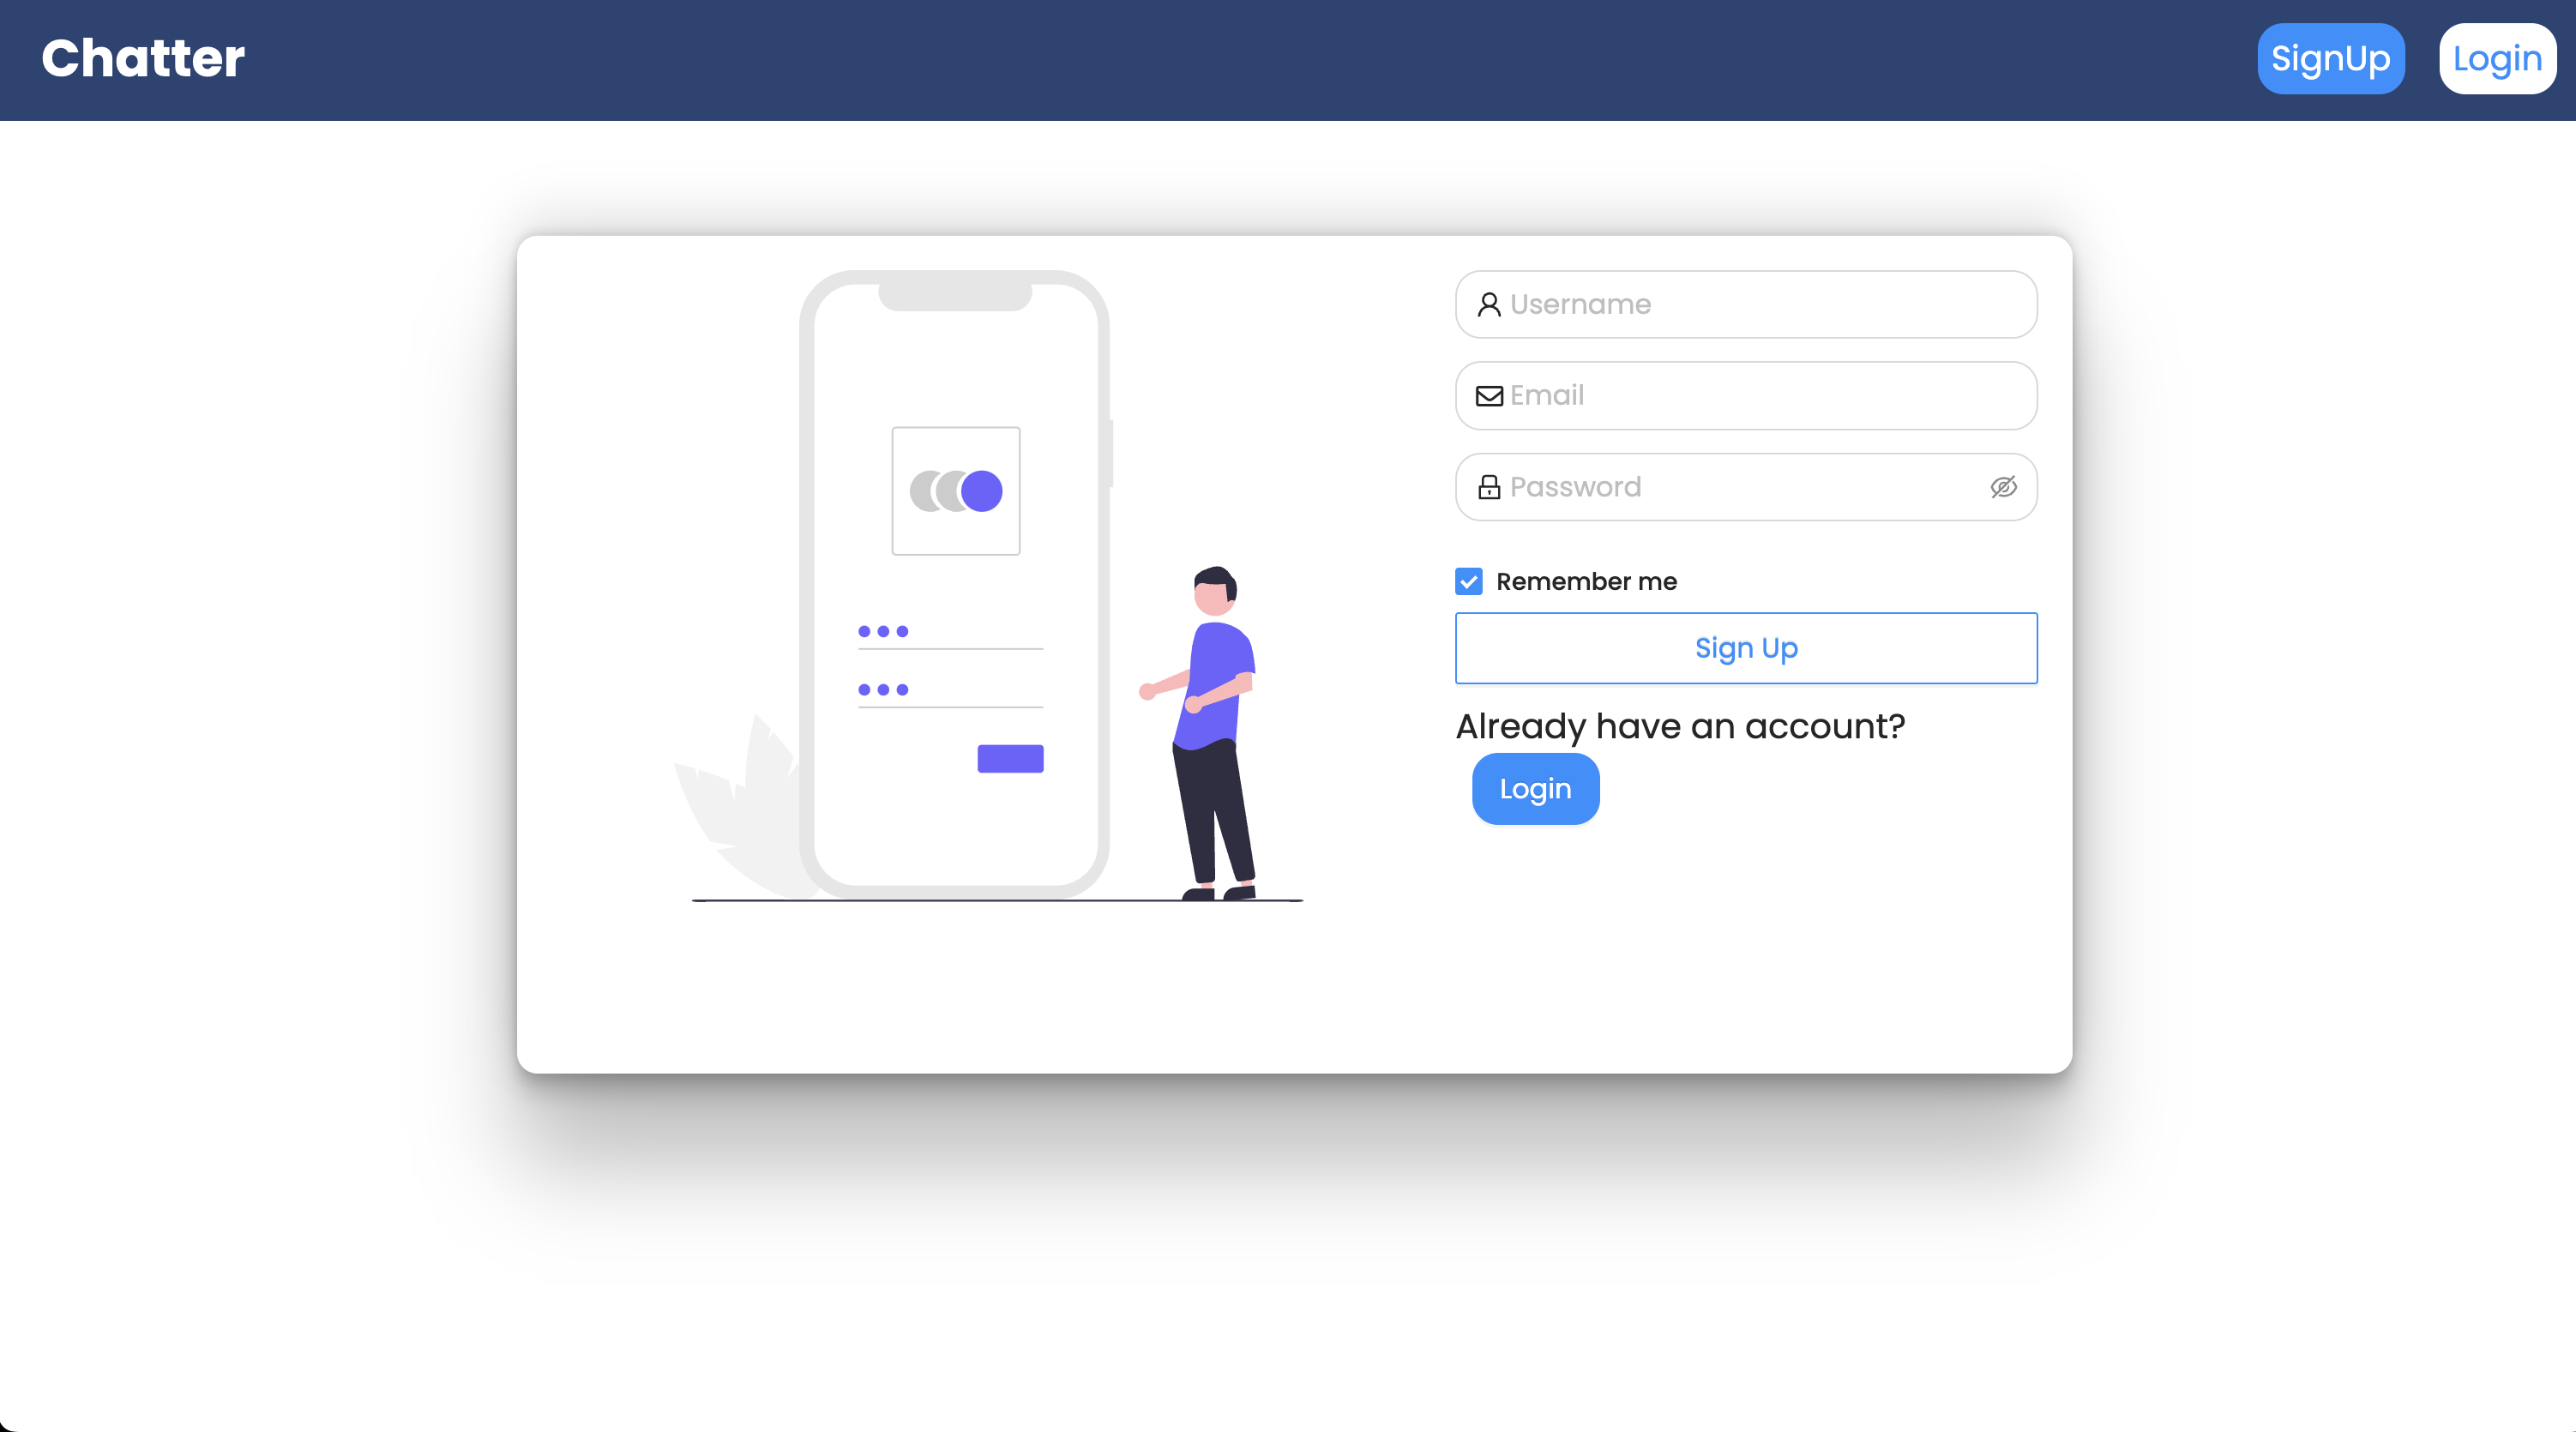 Chatter
SignUp
Login
Username
Email
Password
Remember me
Sign Up
Already have an account?
Login